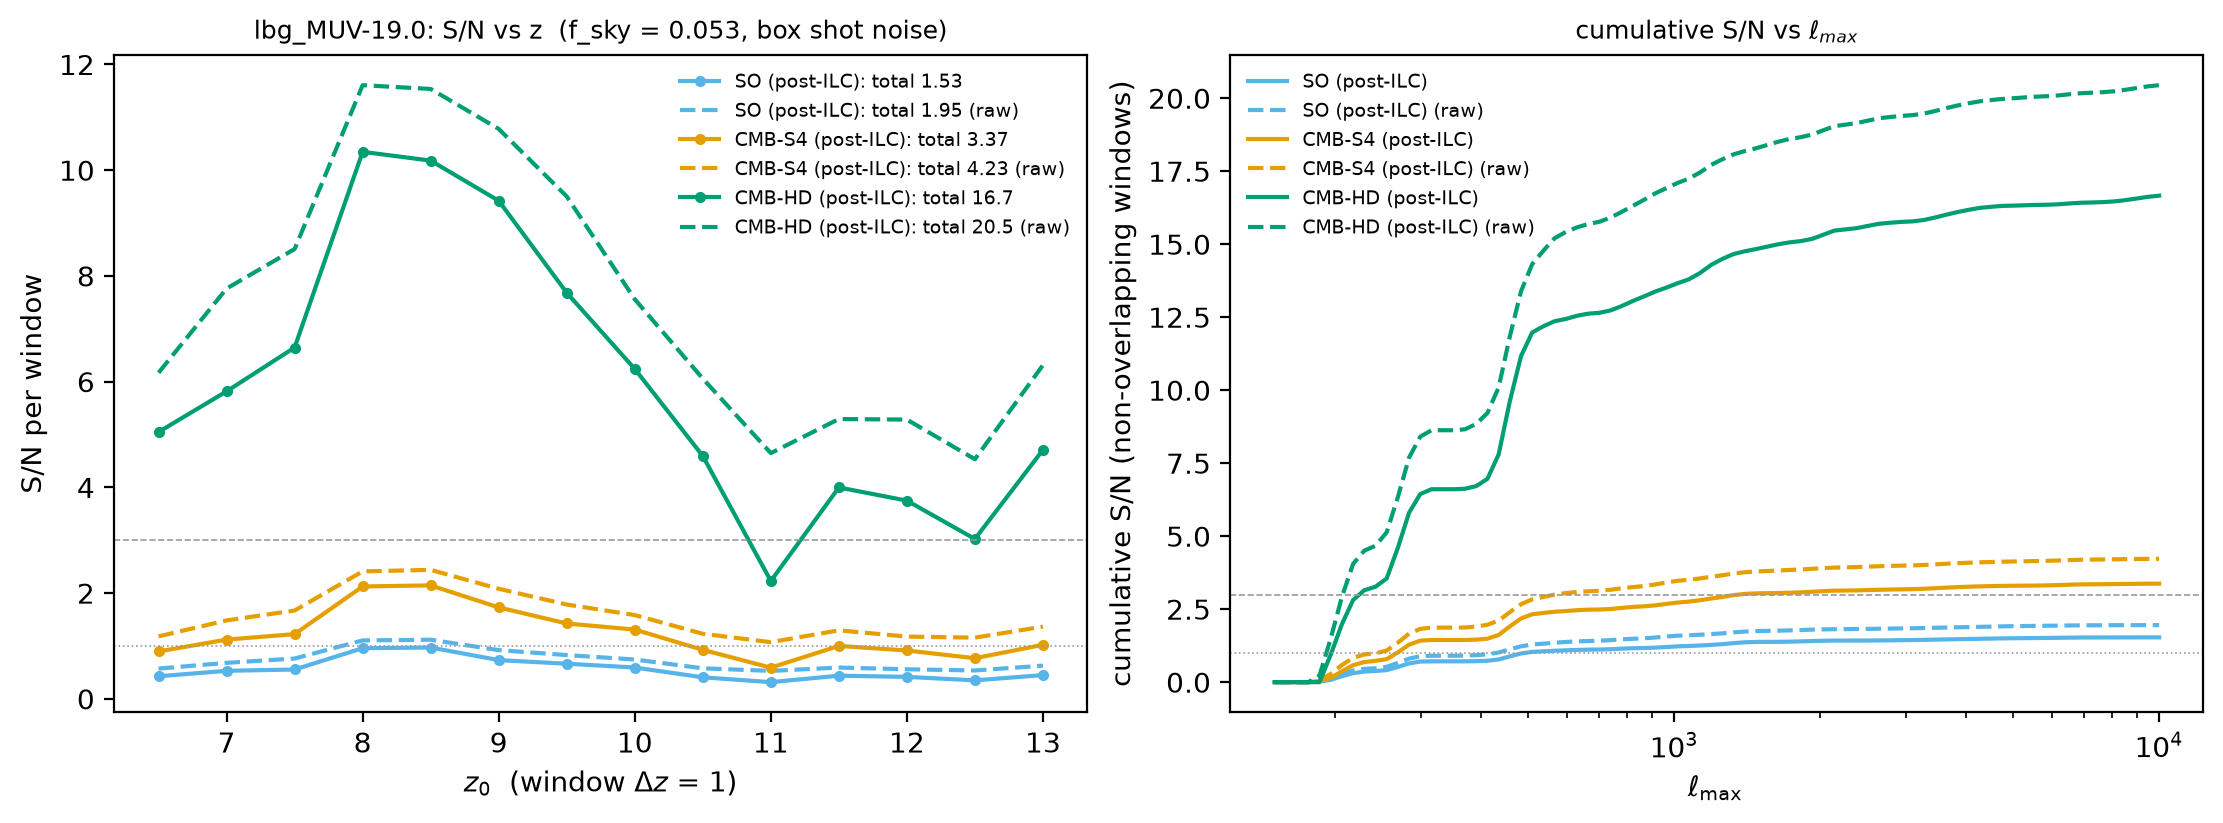 lbg_MUV-19.0: S/N vs z (f_sky = 0.053, box shot noise)
S/N per window
12
10
8
6
4
2
0
SO (post-ILC): total 1.53
SO (post-ILC): total 1.95 (raw)
CMB-S4 (post-ILC): total 3.37
CMB-S4 (post-ILC): total 4.23 (raw)
CMB-HD (post-ILC): total 16.7
CMB-HD (post-ILC): total 20.5 (raw)
7 8 9 10 11 12 13
z₀ (window Δz = 1)
cumulative S/N vs ℓₘₐₓ
cumulative S/N (non-overlapping windows)
20.0
17.5
15.0
12.5
10.0
7.5
5.0
2.5
0.0
SO (post-ILC)
SO (post-ILC) (raw)
CMB-S4 (post-ILC)
CMB-S4 (post-ILC) (raw)
CMB-HD (post-ILC)
CMB-HD (post-ILC) (raw)
10³ 10⁴
ℓₘₐₓ